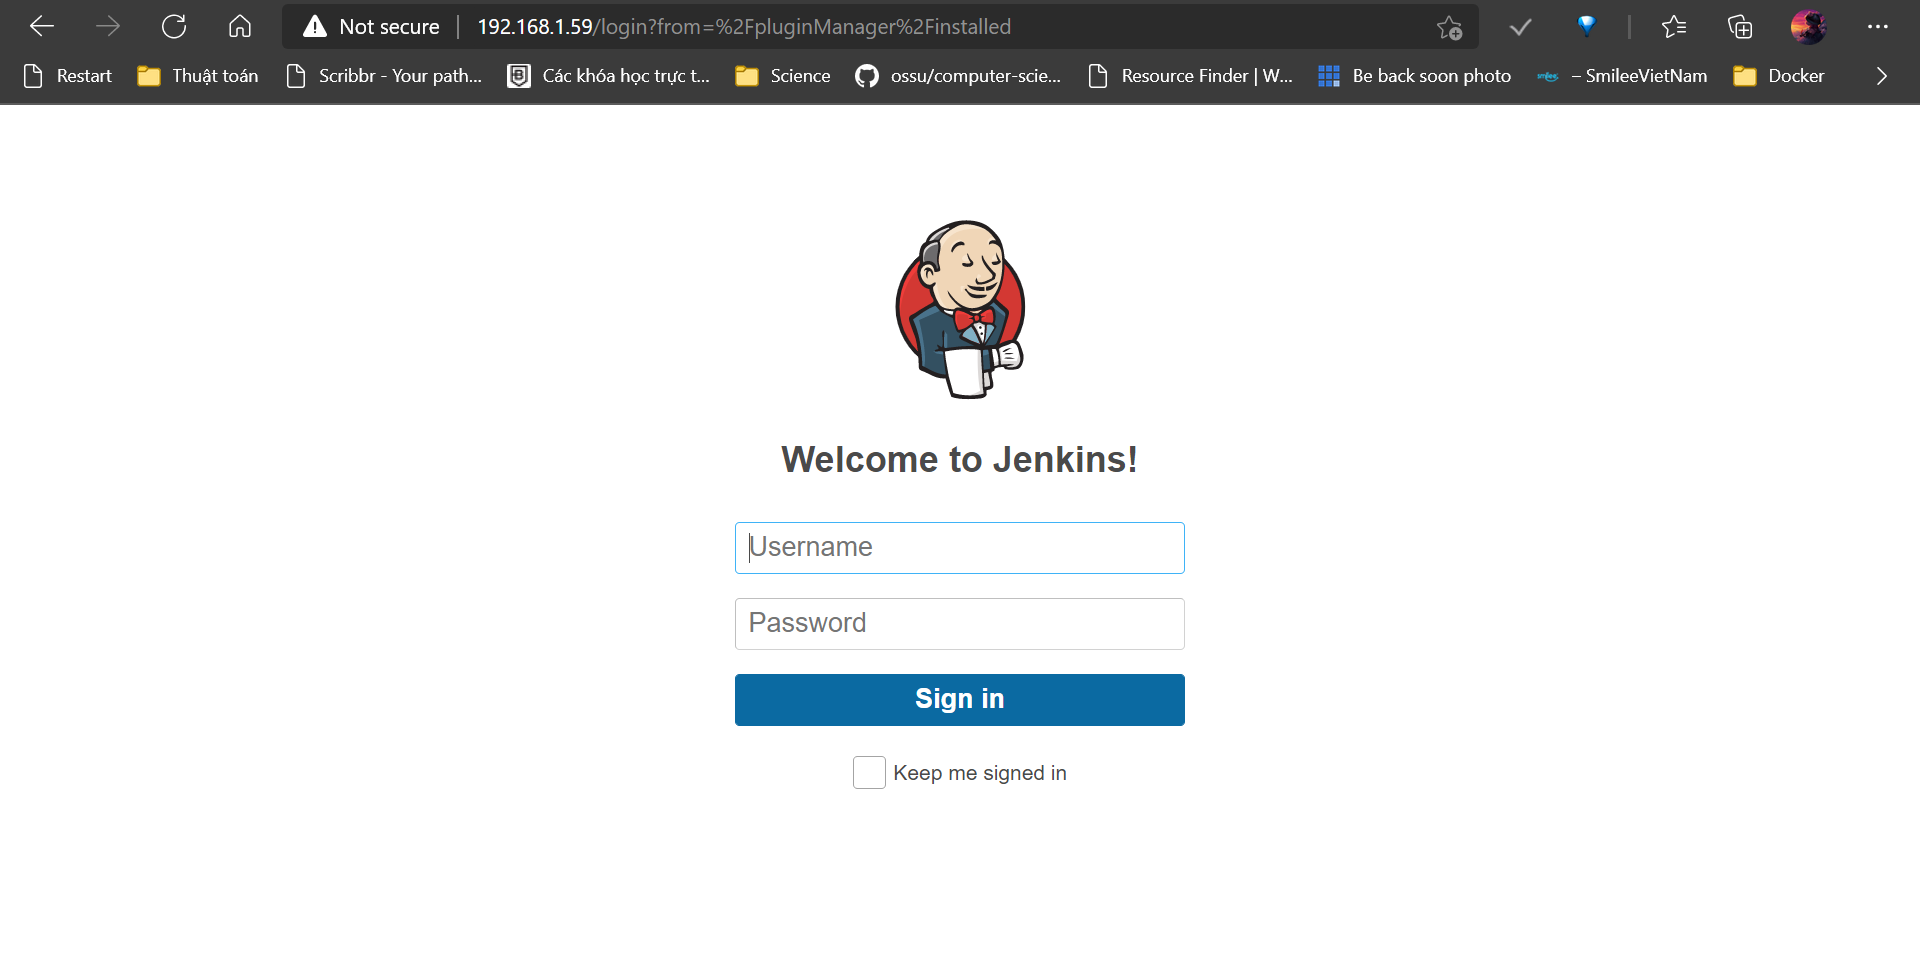 Not secure 192.168.1.59/login?from=%2FpluginManager%2Finstalled
Restart Thuật toán Scribbr - Your path... Các khóa học trực t... Science ossu/computer-scie... Resource Finder | W... Be back soon photo smilee – SmileeVietNam Docker
Welcome to Jenkins!
Username
Password
Sign in
Keep me signed in